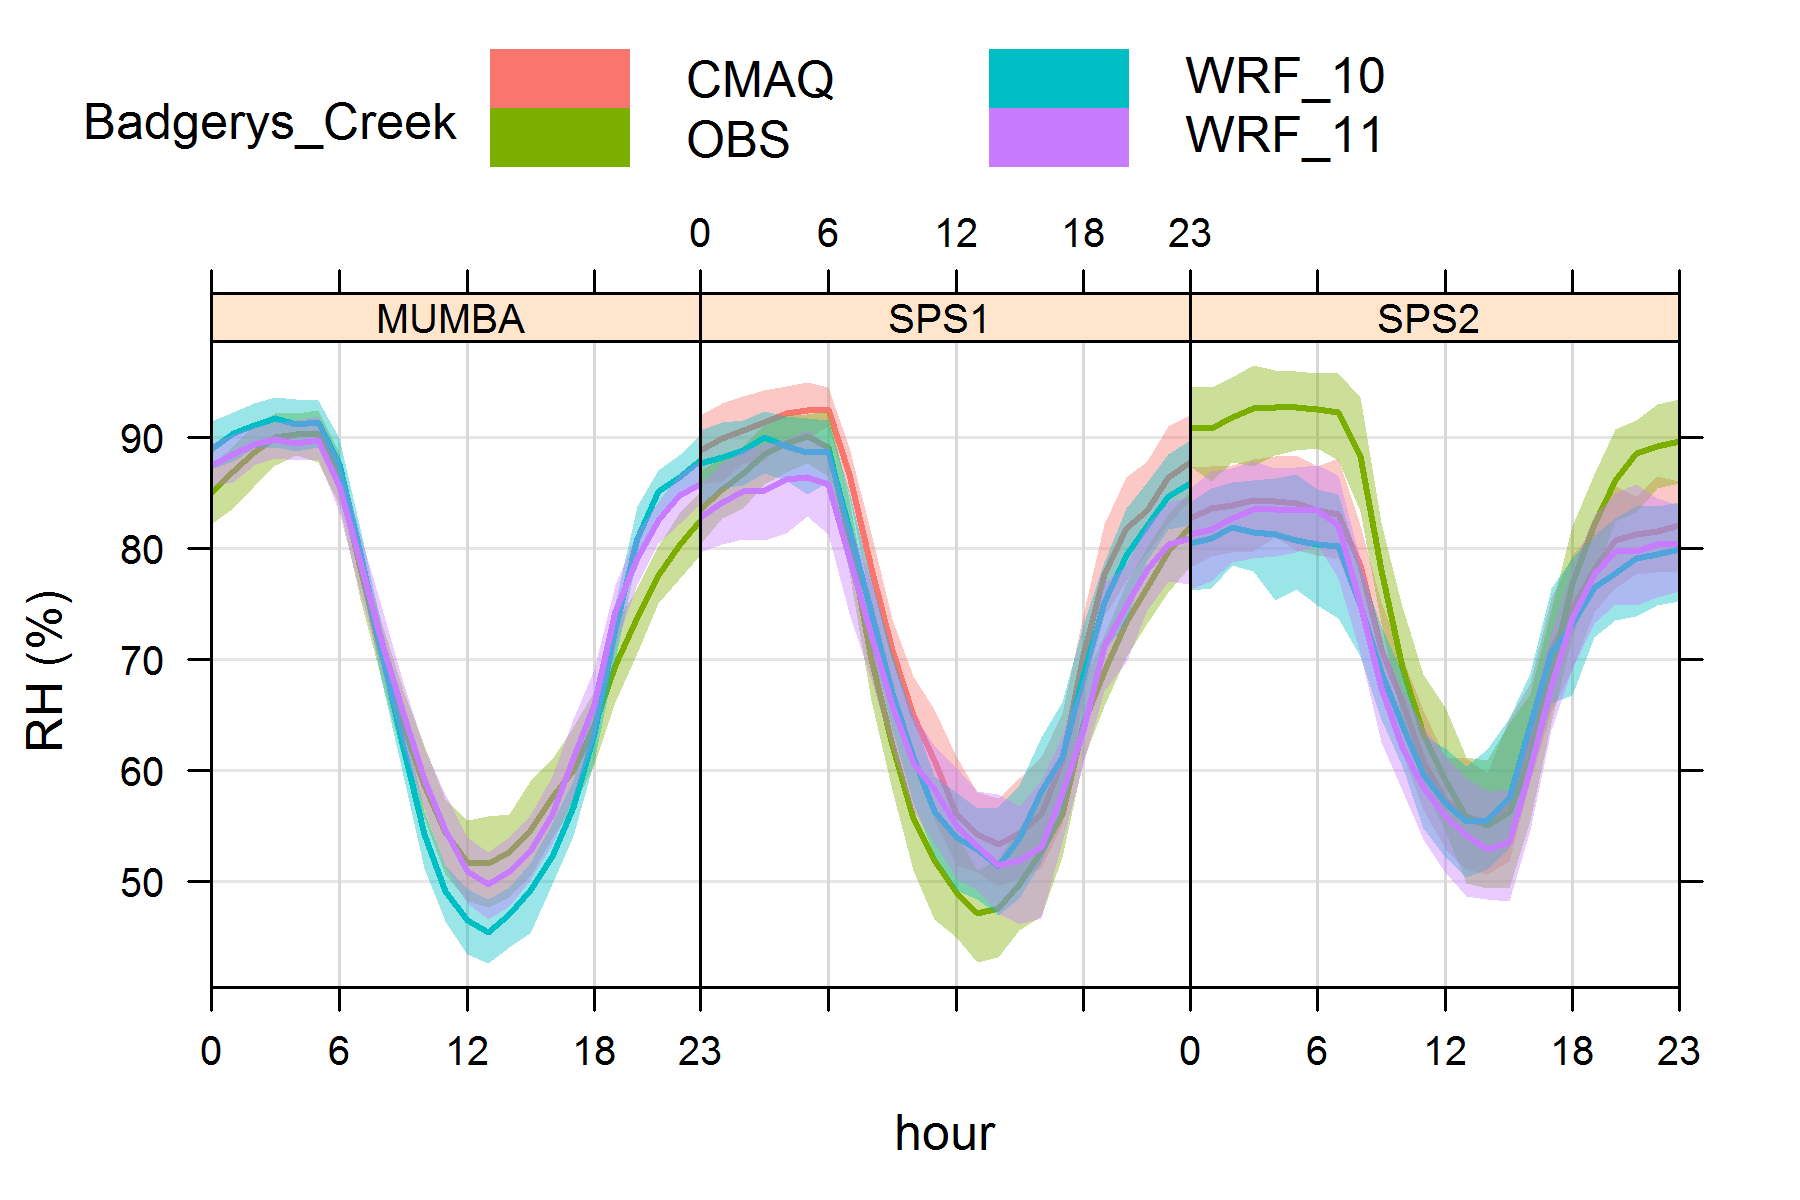 Badgerys_Creek
CMAQ WRF_10
OBS WRF_11
0 6 12 18 23
MUMBA SPS1 SPS2
90
80
70
60
50
RH (%)
0 6 12 18 23 0 6 12 18 23
hour